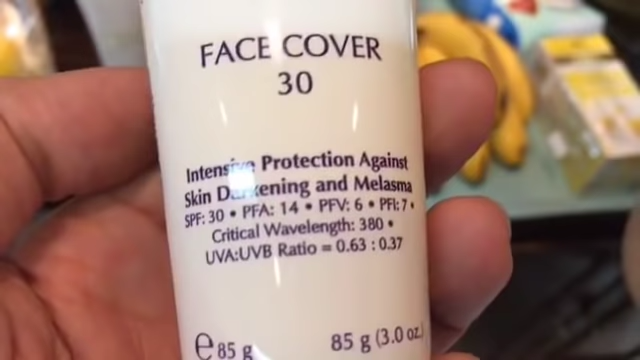 FACE COVER
30
Intensive Protection Against
Skin Darkening and Melasma
SPF: 30 • PFA: 14 • PFV: 6 • PFI: 7 •
Critical Wavelength: 380 •
UVA:UVB Ratio = 0.63 : 0.37
℮ 85 g 85 g (3.0 oz.)